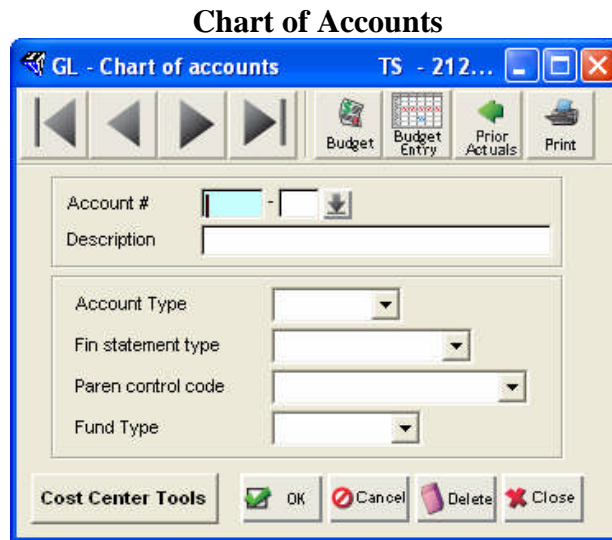 Chart of Accounts
GL - Chart of accounts TS - 212...
Budget Budget Entry Prior Actuals Print
Account # -
Description
Account Type
Fin statement type
Paren control code
Fund Type
Cost Center Tools OK Cancel Delete Close